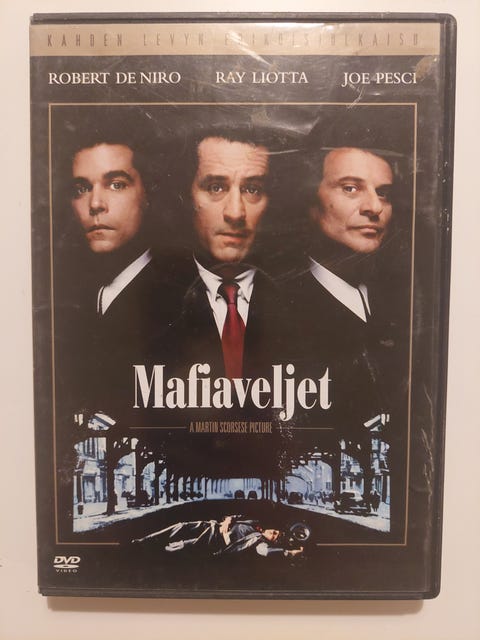 KAHDEN LEVYN ERIKOISJULKAISU
ROBERT DE NIRO RAY LIOTTA JOE PESCI
Mafiaveljet
A MARTIN SCORSESE PICTURE
DVD
VIDEO